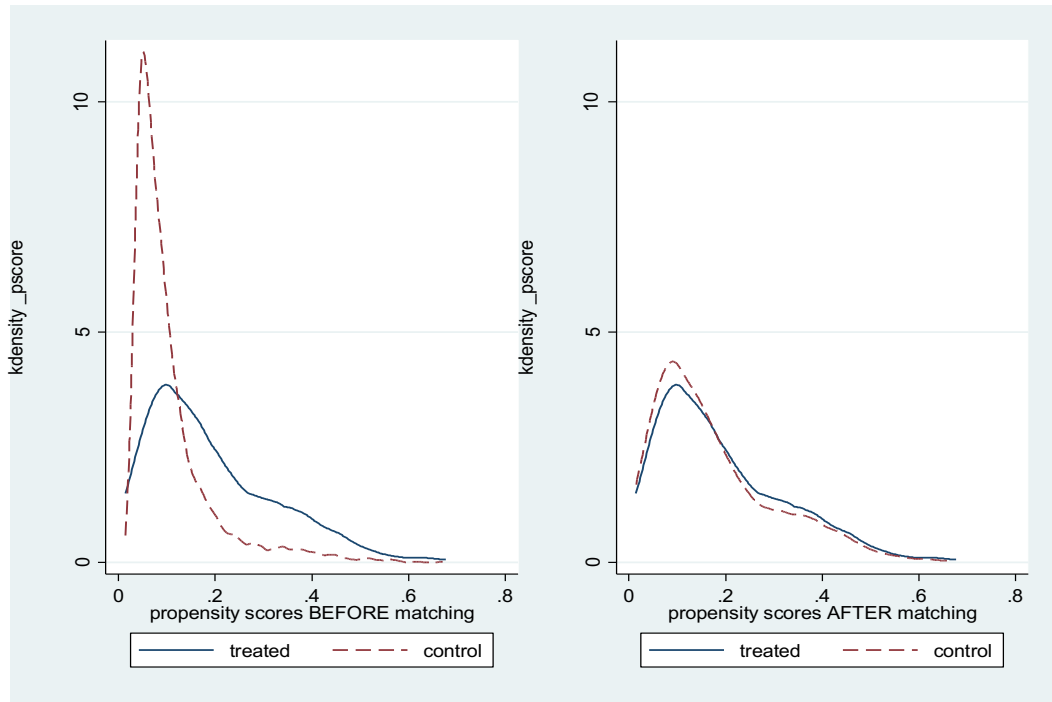 kdensity _pscore
10
5
0
0 .2 .4 .6 .8
propensity scores BEFORE matching
treated control
kdensity _pscore
10
5
0
0 .2 .4 .6 .8
propensity scores AFTER matching
treated control